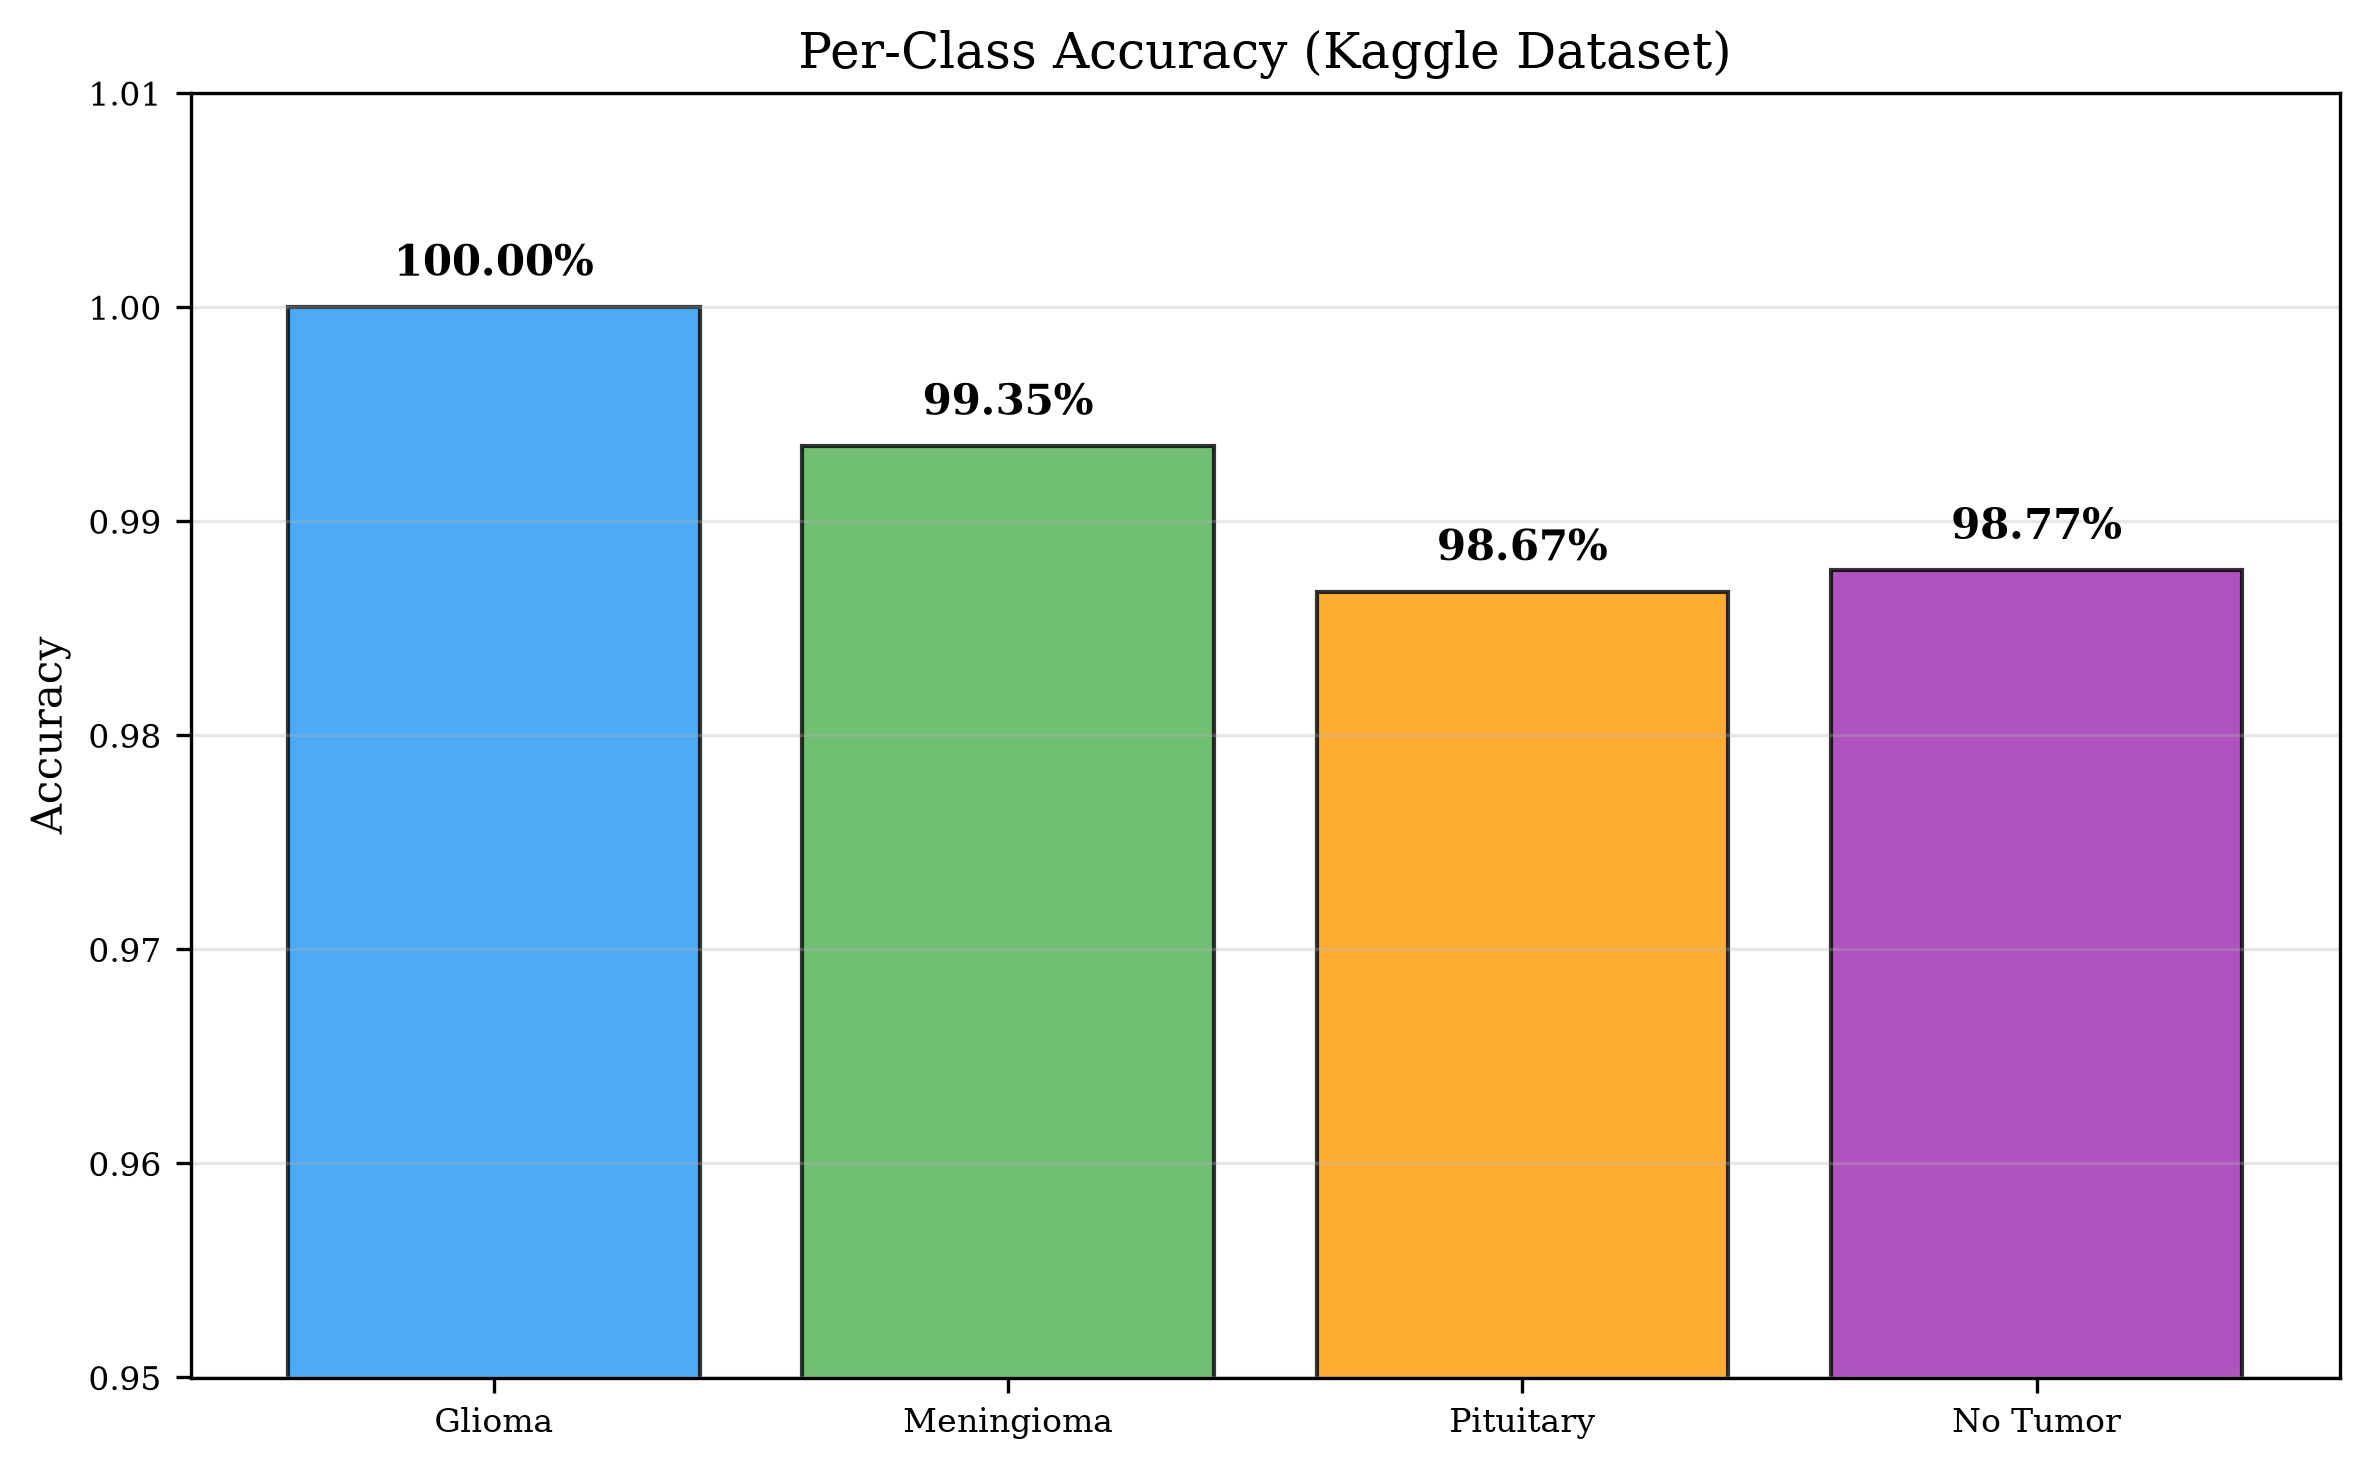 Per-Class Accuracy (Kaggle Dataset)
1.01
1.00
0.99
0.98
0.97
0.96
0.95
Accuracy
100.00%
99.35%
98.67%
98.77%
Glioma
Meningioma
Pituitary
No Tumor